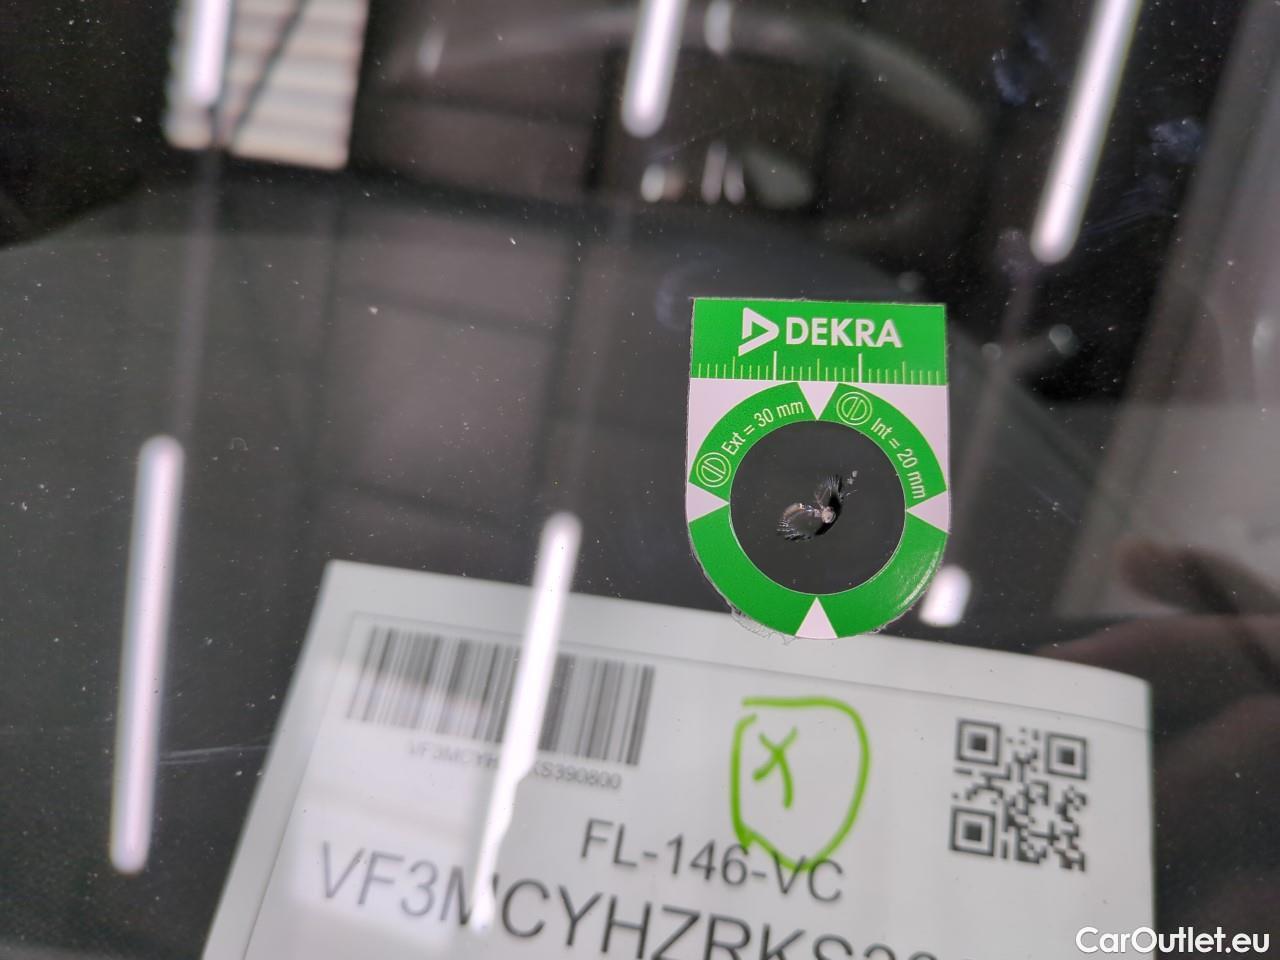 DEKRA
Ext = 30 mm
Int = 20 mm
X
FL-146-VC
CarOutlet.eu